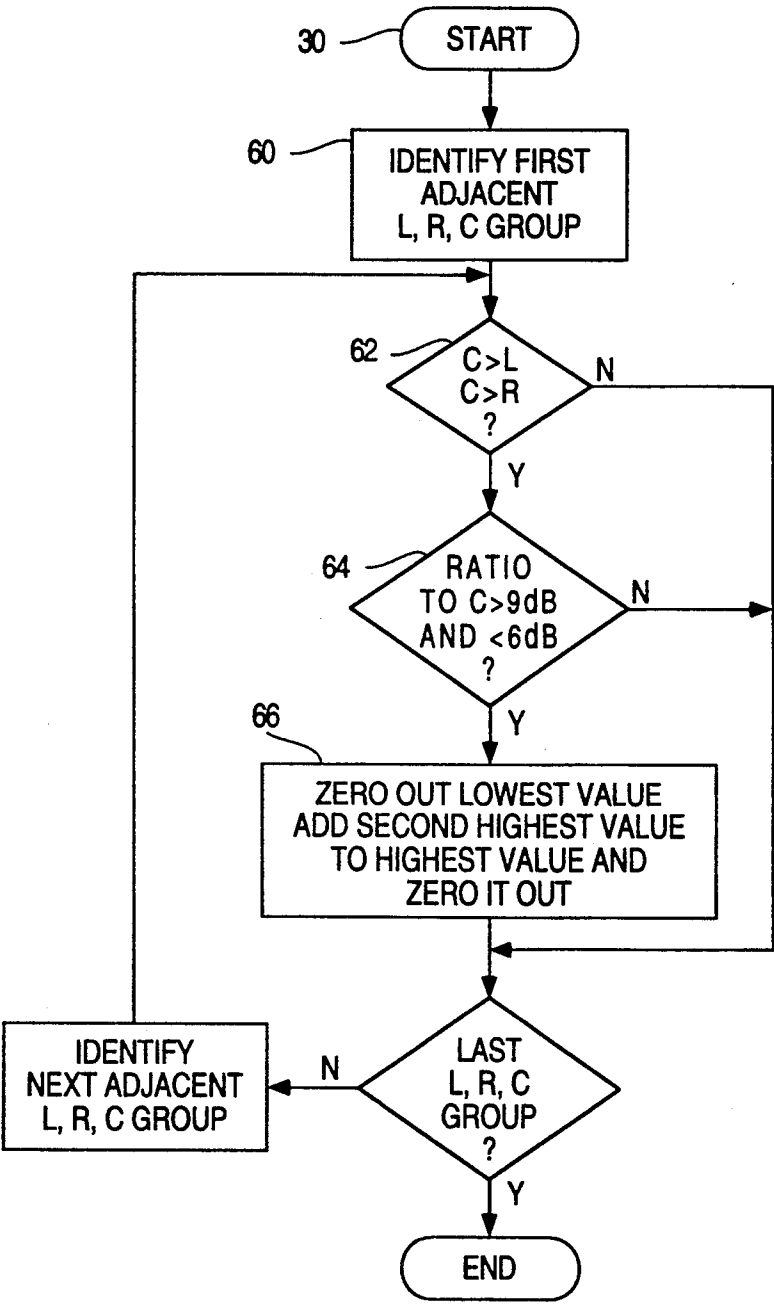 30
START
60
IDENTIFY FIRST
ADJACENT
L, R, C GROUP
62
C>L
C>R
?
N
Y
64
RATIO
TO C>9dB
AND <6dB
?
N
Y
66
ZERO OUT LOWEST VALUE
ADD SECOND HIGHEST VALUE
TO HIGHEST VALUE AND
ZERO IT OUT
LAST
L, R, C
GROUP
?
N
IDENTIFY
NEXT ADJACENT
L, R, C GROUP
Y
END